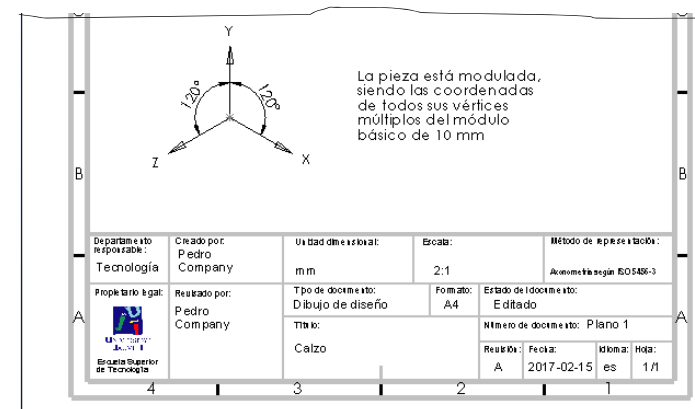 Y
120°
120°
Z
X
La pieza está modulada,
siendo las coordenadas
de todos sus vértices
múltiplos del módulo
básico de 10 mm
B
B
Departamento
responsable:
Tecnología
Creado por:
Pedro
Company
Unidad dimensional:
mm
Escala:
2:1
Método de representación:
Axonometría según ISO 5456-3
Propietario legal:
Escuela Superior
de Tecnología
Revisado por:
Pedro
Company
Tipo de documento:
Dibujo de diseño
Formato:
A4
Estado del documento:
Editado
Título:
Calzo
Número de documento: Plano 1
Revisión:
A
Fecha:
2017-02-15
Idioma:
es
Hoja:
1/1
A
A
4
3
2
1